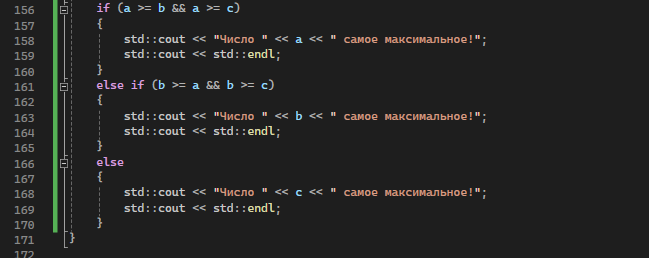 156 if (a >= b && a >= c)
157 {
158 std::cout << "Число " << a << " самое максимальное!";
159 std::cout << std::endl;
160 }
161 else if (b >= a && b >= c)
162 {
163 std::cout << "Число " << b << " самое максимальное!";
164 std::cout << std::endl;
165 }
166 else
167 {
168 std::cout << "Число " << c << " самое максимальное!";
169 std::cout << std::endl;
170 }
171 }
172